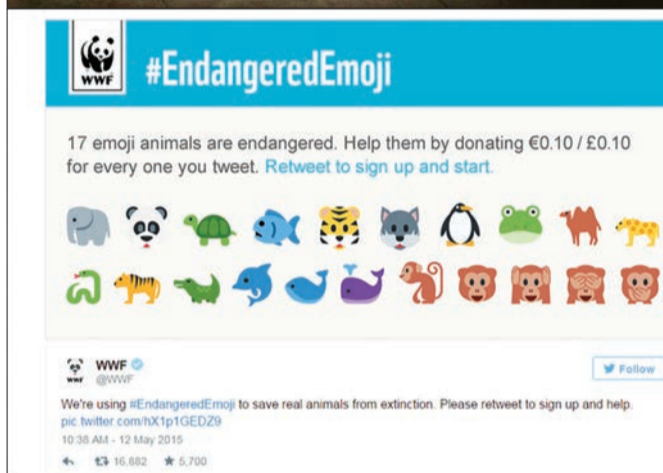 WWF
#EndangeredEmoji
17 emoji animals are endangered. Help them by donating €0.10 / £0.10
for every one you tweet. Retweet to sign up and start.
WWF
WWF
@WWF
Follow
We're using #EndangeredEmoji to save real animals from extinction. Please retweet to sign up and help.
pic.twitter.com/hX1p1GEDZ9
10:38 AM - 12 May 2015
16,882 5,700